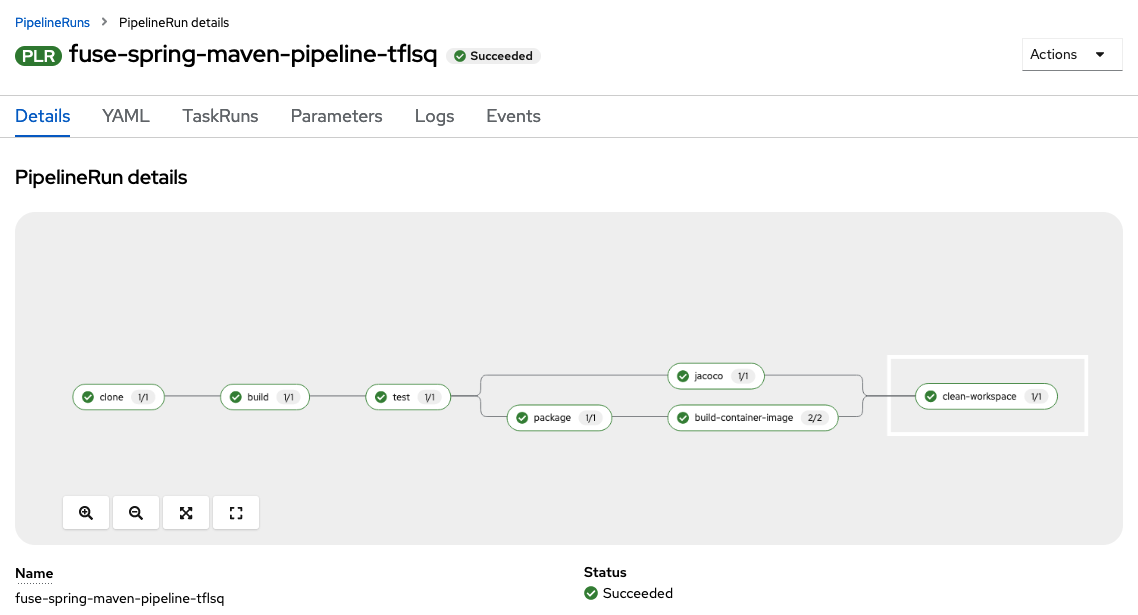 PipelineRuns > PipelineRun details
PLR fuse-spring-maven-pipeline-tflsq Succeeded
Actions
Details YAML TaskRuns Parameters Logs Events
PipelineRun details
jacoco 1/1
clone 1/1 build 1/1 test 1/1 clean-workspace 1/1
package 1/1 build-container-image 2/2
Name
fuse-spring-maven-pipeline-tflsq
Status
Succeeded